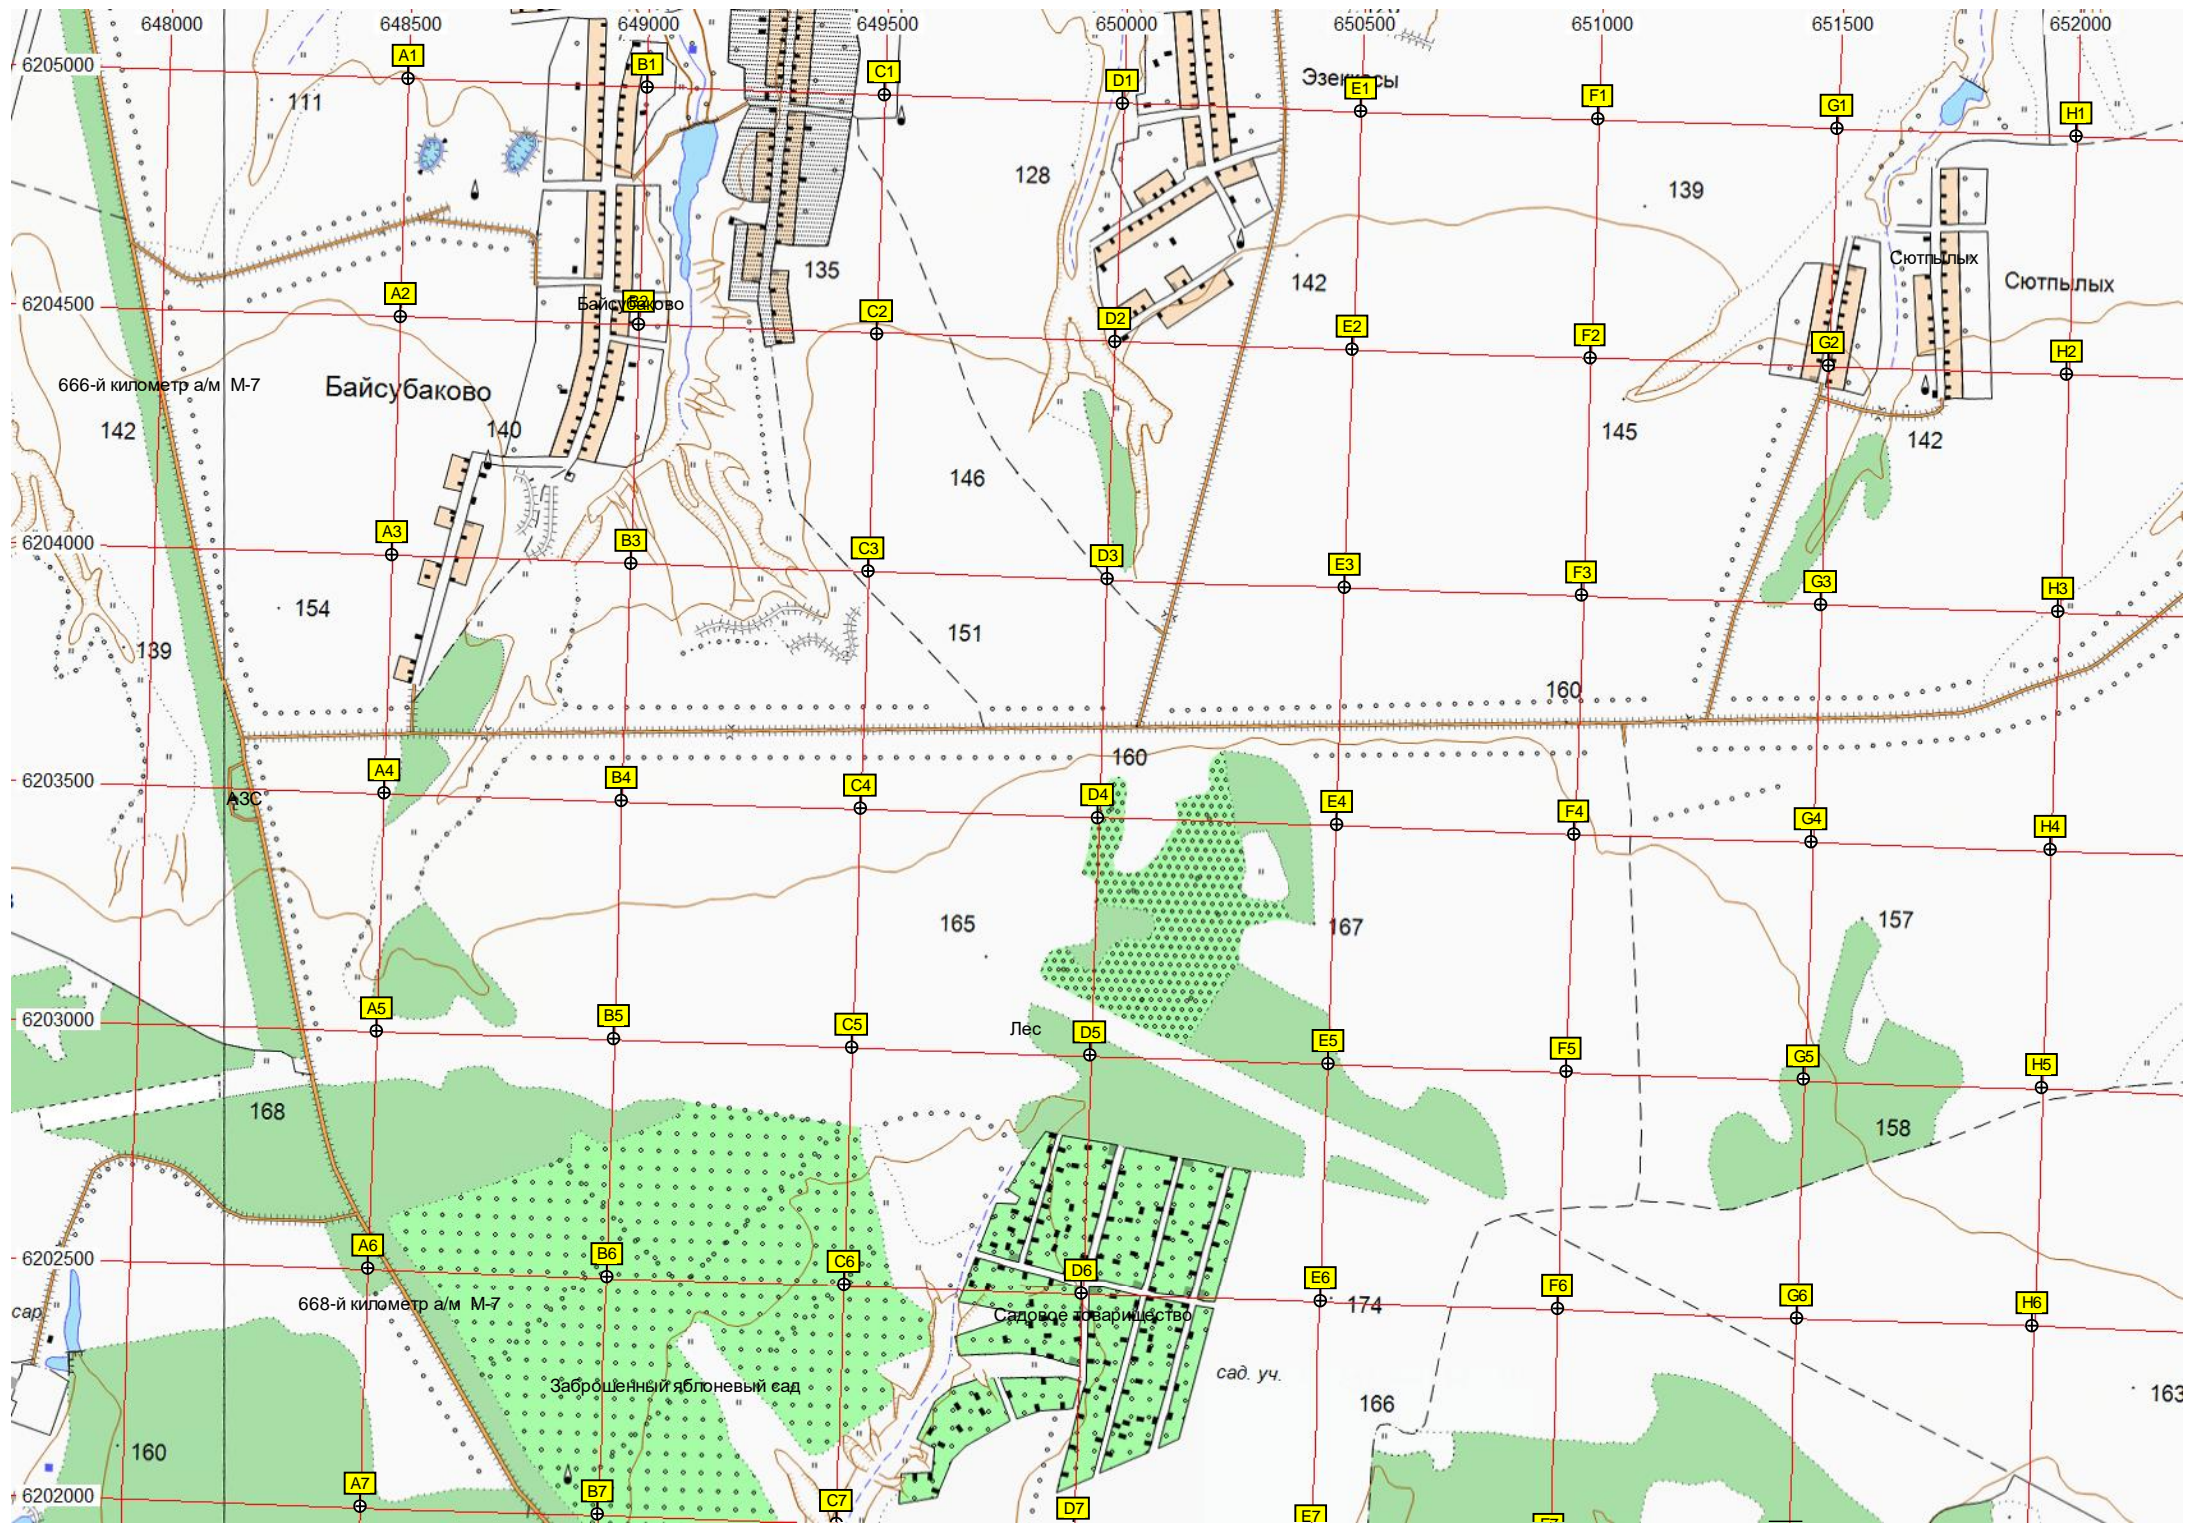 648000 648500 649000 649500 650000 650500 651000 651500 652000
6205000
A1 B1 C1 D1 E1 F1 G1 H1
Эзеккасы
111
128
139
135
142
Сютпылых
Сютпылых
6204500
A2 B2 C2 D2 E2 F2 G2 H2
Байсубаково
666-й километр а/м М-7
Байсубаково
142
140
145
142
146
6204000
A3 B3 C3 D3 E3 F3 G3 H3
154
151
139
160
160
6203500
A4 B4 C4 D4 E4 F4 G4 H4
АЗС
165
167
157
6203000
A5 B5 C5 D5 E5 F5 G5 H5
Лес
168
158
6202500
A6 B6 C6 D6 E6 F6 G6 H6
сар
668-й километр а/м М-7
174
Садовое товарищество
сад. уч.
Заброшенный яблоневый сад
166
163
160
6202000
A7 B7 C7 D7 E7 F7